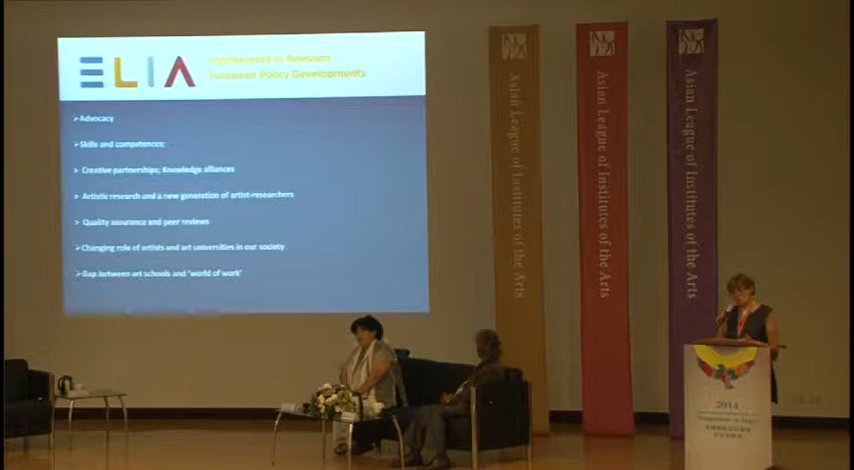 ELIA
Involvement in Relevant
European Policy Developments
➢Advocacy
➢Skills and competences;
➢ Creative partnerships; Knowledge alliances
➢ Artistic research and a new generation of artist-researchers
➢ Quality assurance and peer reviews
➢Changing role of artists and art universities in our society
➢Gap between art schools and 'world of work'
Asian League of Institutes of the Arts
Asian League of Institutes of the Arts
Asian League of Institutes of the Arts
2014